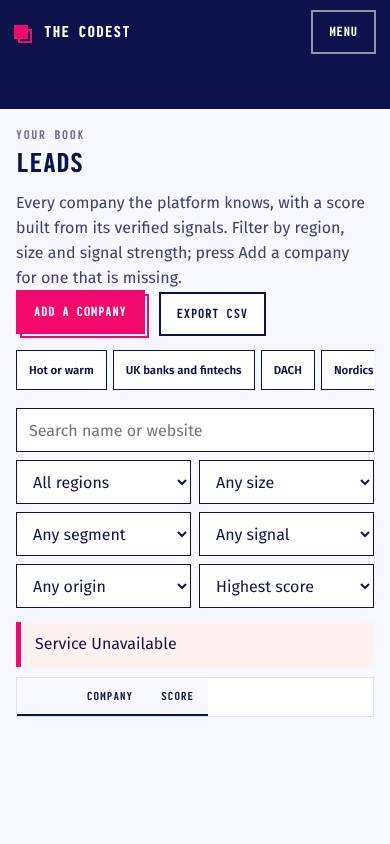 THE CODEST
MENU
YOUR BOOK
LEADS
Every company the platform knows, with a score
built from its verified signals. Filter by region,
size and signal strength; press Add a company
for one that is missing.
ADD A COMPANY
EXPORT CSV
Hot or warm
UK banks and fintechs
DACH
Nordics
Search name or website
All regions
Any size
Any segment
Any signal
Any origin
Highest score
Service Unavailable
COMPANY
SCORE